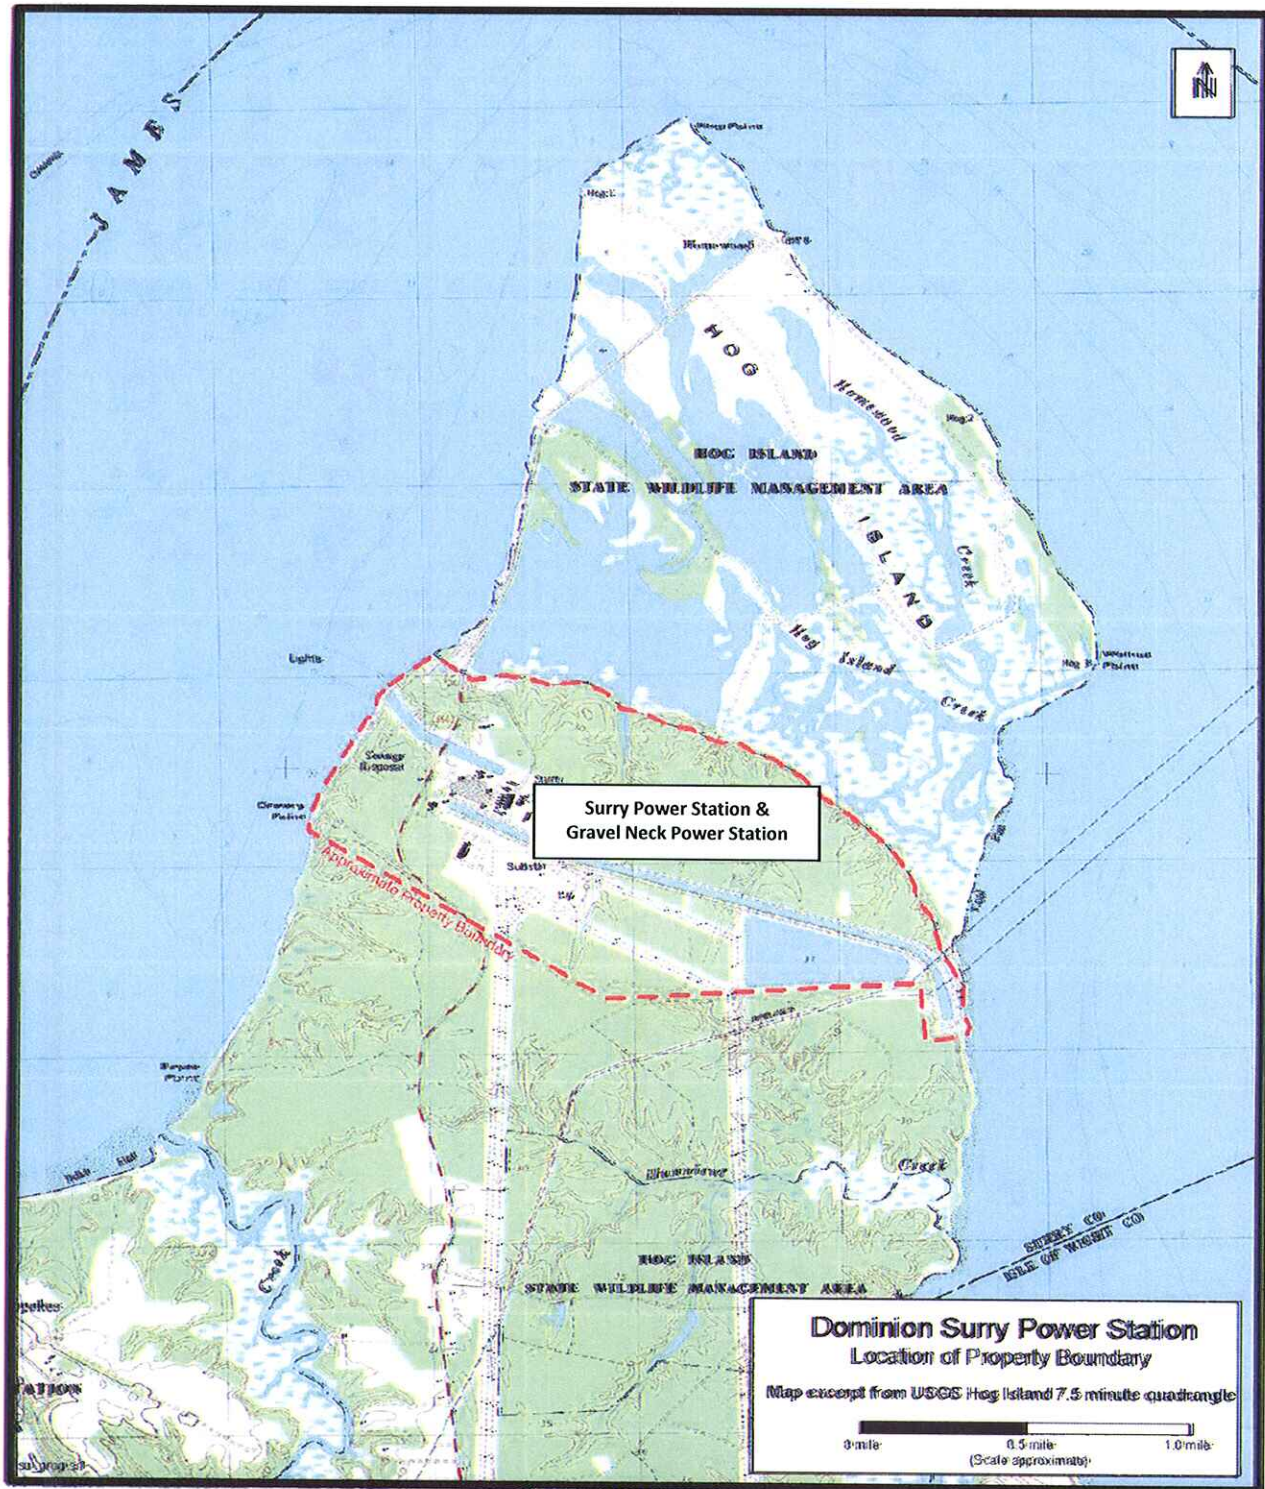 JAMES
N
HOG
ISLAND
Homewood
Creek
HOG ISLAND
STATE WILDLIFE MANAGEMENT AREA
Hog Island
Creek
Lights
Sewage
Disposal
Surry Power Station &
Gravel Neck Power Station
Approximate Property Boundary
Point
Creek
Creek
SURRY CO
ISLE OF WIGHT CO
HOG ISLAND
STATE WILDLIFE MANAGEMENT AREA
Dominion Surry Power Station
Location of Property Boundary
Map excerpt from USGS Hog Island 7.5 minute quadrangle
0 mile
0.5 mile
1.0 mile
(Scale approximate)